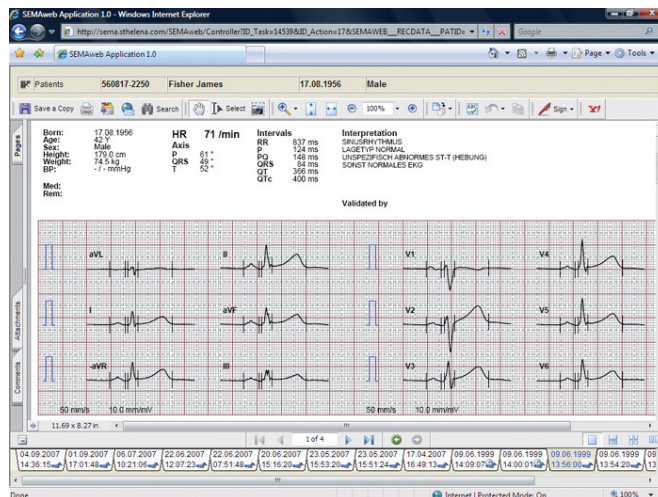 SEMAweb Application 1.0 - Windows Internet Explorer
http://sema.sthelena.com/SEMAweb/Controller?ID_Task=14539&ID_Action=17&SEMAWEB__RECDATA__PATID=
Google
SEMAweb Application 1.0
Page
Tools
Patients 560817-2250 Fisher James 17.08.1956 Male
Save a Copy Search Select 100% Sign
Pages
Attachments
Comments
Born: 17.08.1956
Age: 42 Y
Sex: Male
Height: 179.0 cm
Weight: 74.5 kg
BP: - / - mmHg
Med:
Rem:
HR 71 /min
Axis
P 61 °
QRS 49 °
T 52 °
Intervals
RR 837 ms
P 124 ms
PQ 148 ms
QRS 84 ms
QT 366 ms
QTc 400 ms
Interpretation
SINUSRHYTHMUS
LAGETYP NORMAL
UNSPEZIFISCH ABNORMES ST-T (HEBUNG)
SONST NORMALES EKG
Validated by
aVL II V1 V4
I aVF V2 V5
-aVR III V3 V6
50 mm/s 10.0 mm/mV 50 mm/s 10.0 mm/mV
11.69 x 8.27 in
1 of 4
04.09.2007 01.09.2007 06.07.2007 22.06.2007 22.06.2007 20.06.2007 23.05.2007 23.05.2007 17.04.2007 09.06.1999 09.06.1999 09.06.1999 09.06.1999 09
14:36:15 17:01:48 10:21:06 12:07:23 07:51:48 15:16:20 15:53:20 15:51:24 16:49:13 14:09:07 14:00:01 13:56:00 13:54:20 13
Done Internet | Protected Mode: On 100%